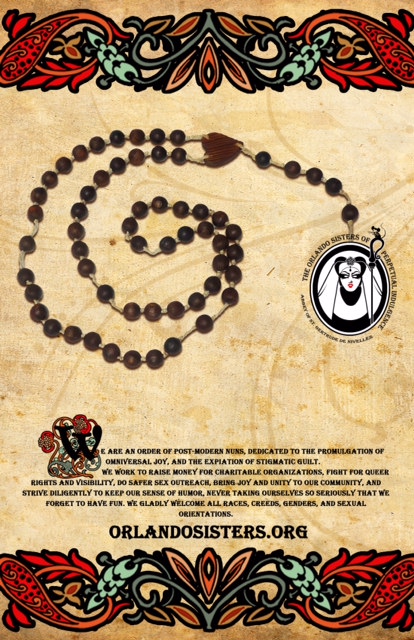 THE ORLANDO SISTERS OF PERPETUAL INDULGENCE
WE ARE AN ORDER OF POST-MODERN NUNS, DEDICATED TO THE PROMULGATION OF
OMNIVERSAL JOY, AND THE EXPIATION OF STIGMATIC GUILT.
WE WORK TO RAISE MONEY FOR CHARITABLE ORGANIZATIONS, FIGHT FOR QUEER
RIGHTS AND VISIBILITY, DO SAFER SEX OUTREACH, BRING JOY AND UNITY TO OUR COMMUNITY, AND
STRIVE DILIGENTLY TO KEEP OUR SENSE OF HUMOR, NEVER TAKING OURSELVES SO SERIOUSLY THAT WE
FORGET TO HAVE FUN. WE GLADLY WELCOME ALL RACES, CREEDS, GENDERS, AND SEXUAL
ORIENTATIONS.
ORLANDOSISTERS.ORG